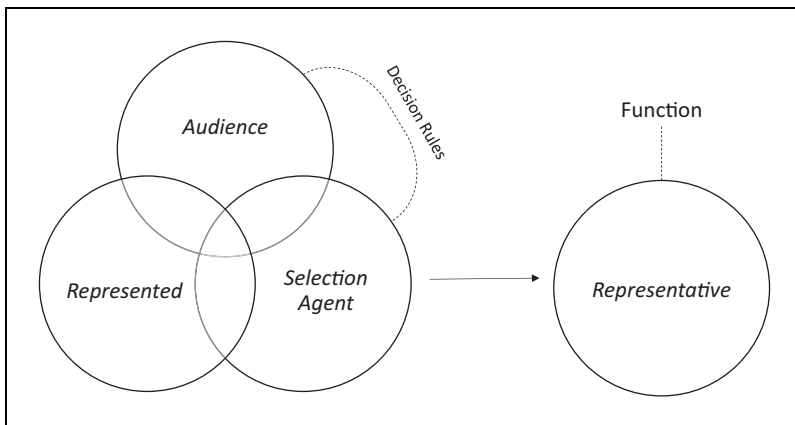 Audience
Decision Rules
Function
Represented
Selection
Agent
Representative